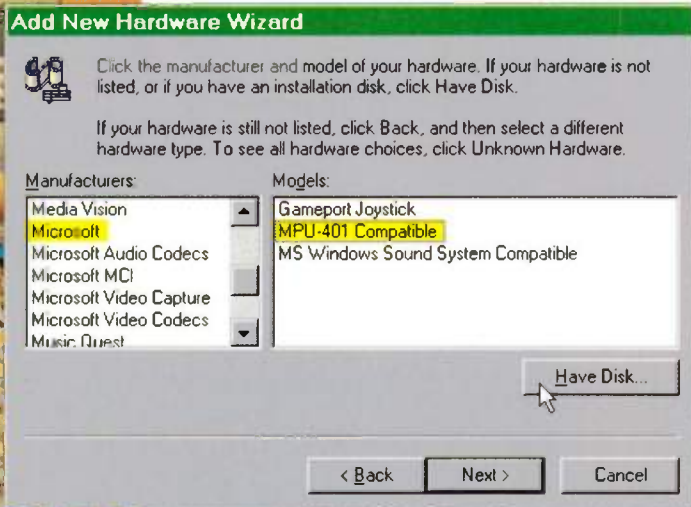 Add New Hardware Wizard
Click the manufacturer and model of your hardware. If your hardware is not
listed, or if you have an installation disk, click Have Disk.
If your hardware is still not listed, click Back, and then select a different
hardware type. To see all hardware choices, click Unknown Hardware.
Manufacturers:
Media Vision
Microsoft
Microsoft Audio Codecs
Microsoft MCI
Microsoft Video Capture
Microsoft Video Codecs
Music Quest
Models:
Gameport Joystick
MPU-401 Compatible
MS Windows Sound System Compatible
Have Disk...
< Back
Next >
Cancel